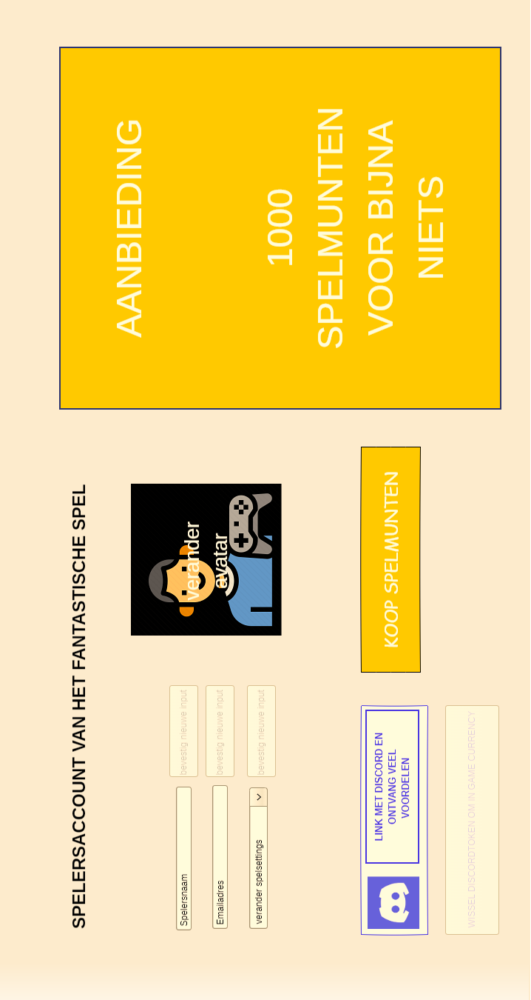 SPELERSACCOUNT VAN HET FANTASTISCHE SPEL
Spelersnaam
bevestig nieuwe input
Emailadres
bevestig nieuwe input
verander spelsettings
bevestig nieuwe input
verander
avatar
LINK MET DISCORD EN
ONTVANG VEEL
VOORDELEN
KOOP SPELMUNTEN
WISSEL DISCORDTOKEN OM IN GAME CURRENCY
AANBIEDING
1000
SPELMUNTEN
VOOR BIJNA
NIETS